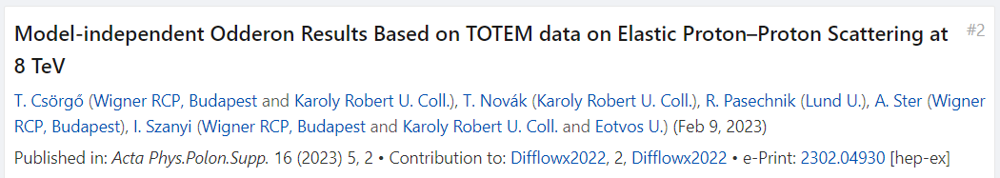 Model-independent Odderon Results Based on TOTEM data on Elastic Proton–Proton Scattering at #2
8 TeV
T. Csörgő (Wigner RCP, Budapest and Karoly Robert U. Coll.), T. Novák (Karoly Robert U. Coll.), R. Pasechnik (Lund U.), A. Ster (Wigner
RCP, Budapest), I. Szanyi (Wigner RCP, Budapest and Karoly Robert U. Coll. and Eotvos U.) (Feb 9, 2023)
Published in: Acta Phys.Polon.Supp. 16 (2023) 5, 2 • Contribution to: Difflowx2022, 2, Difflowx2022 • e-Print: 2302.04930 [hep-ex]